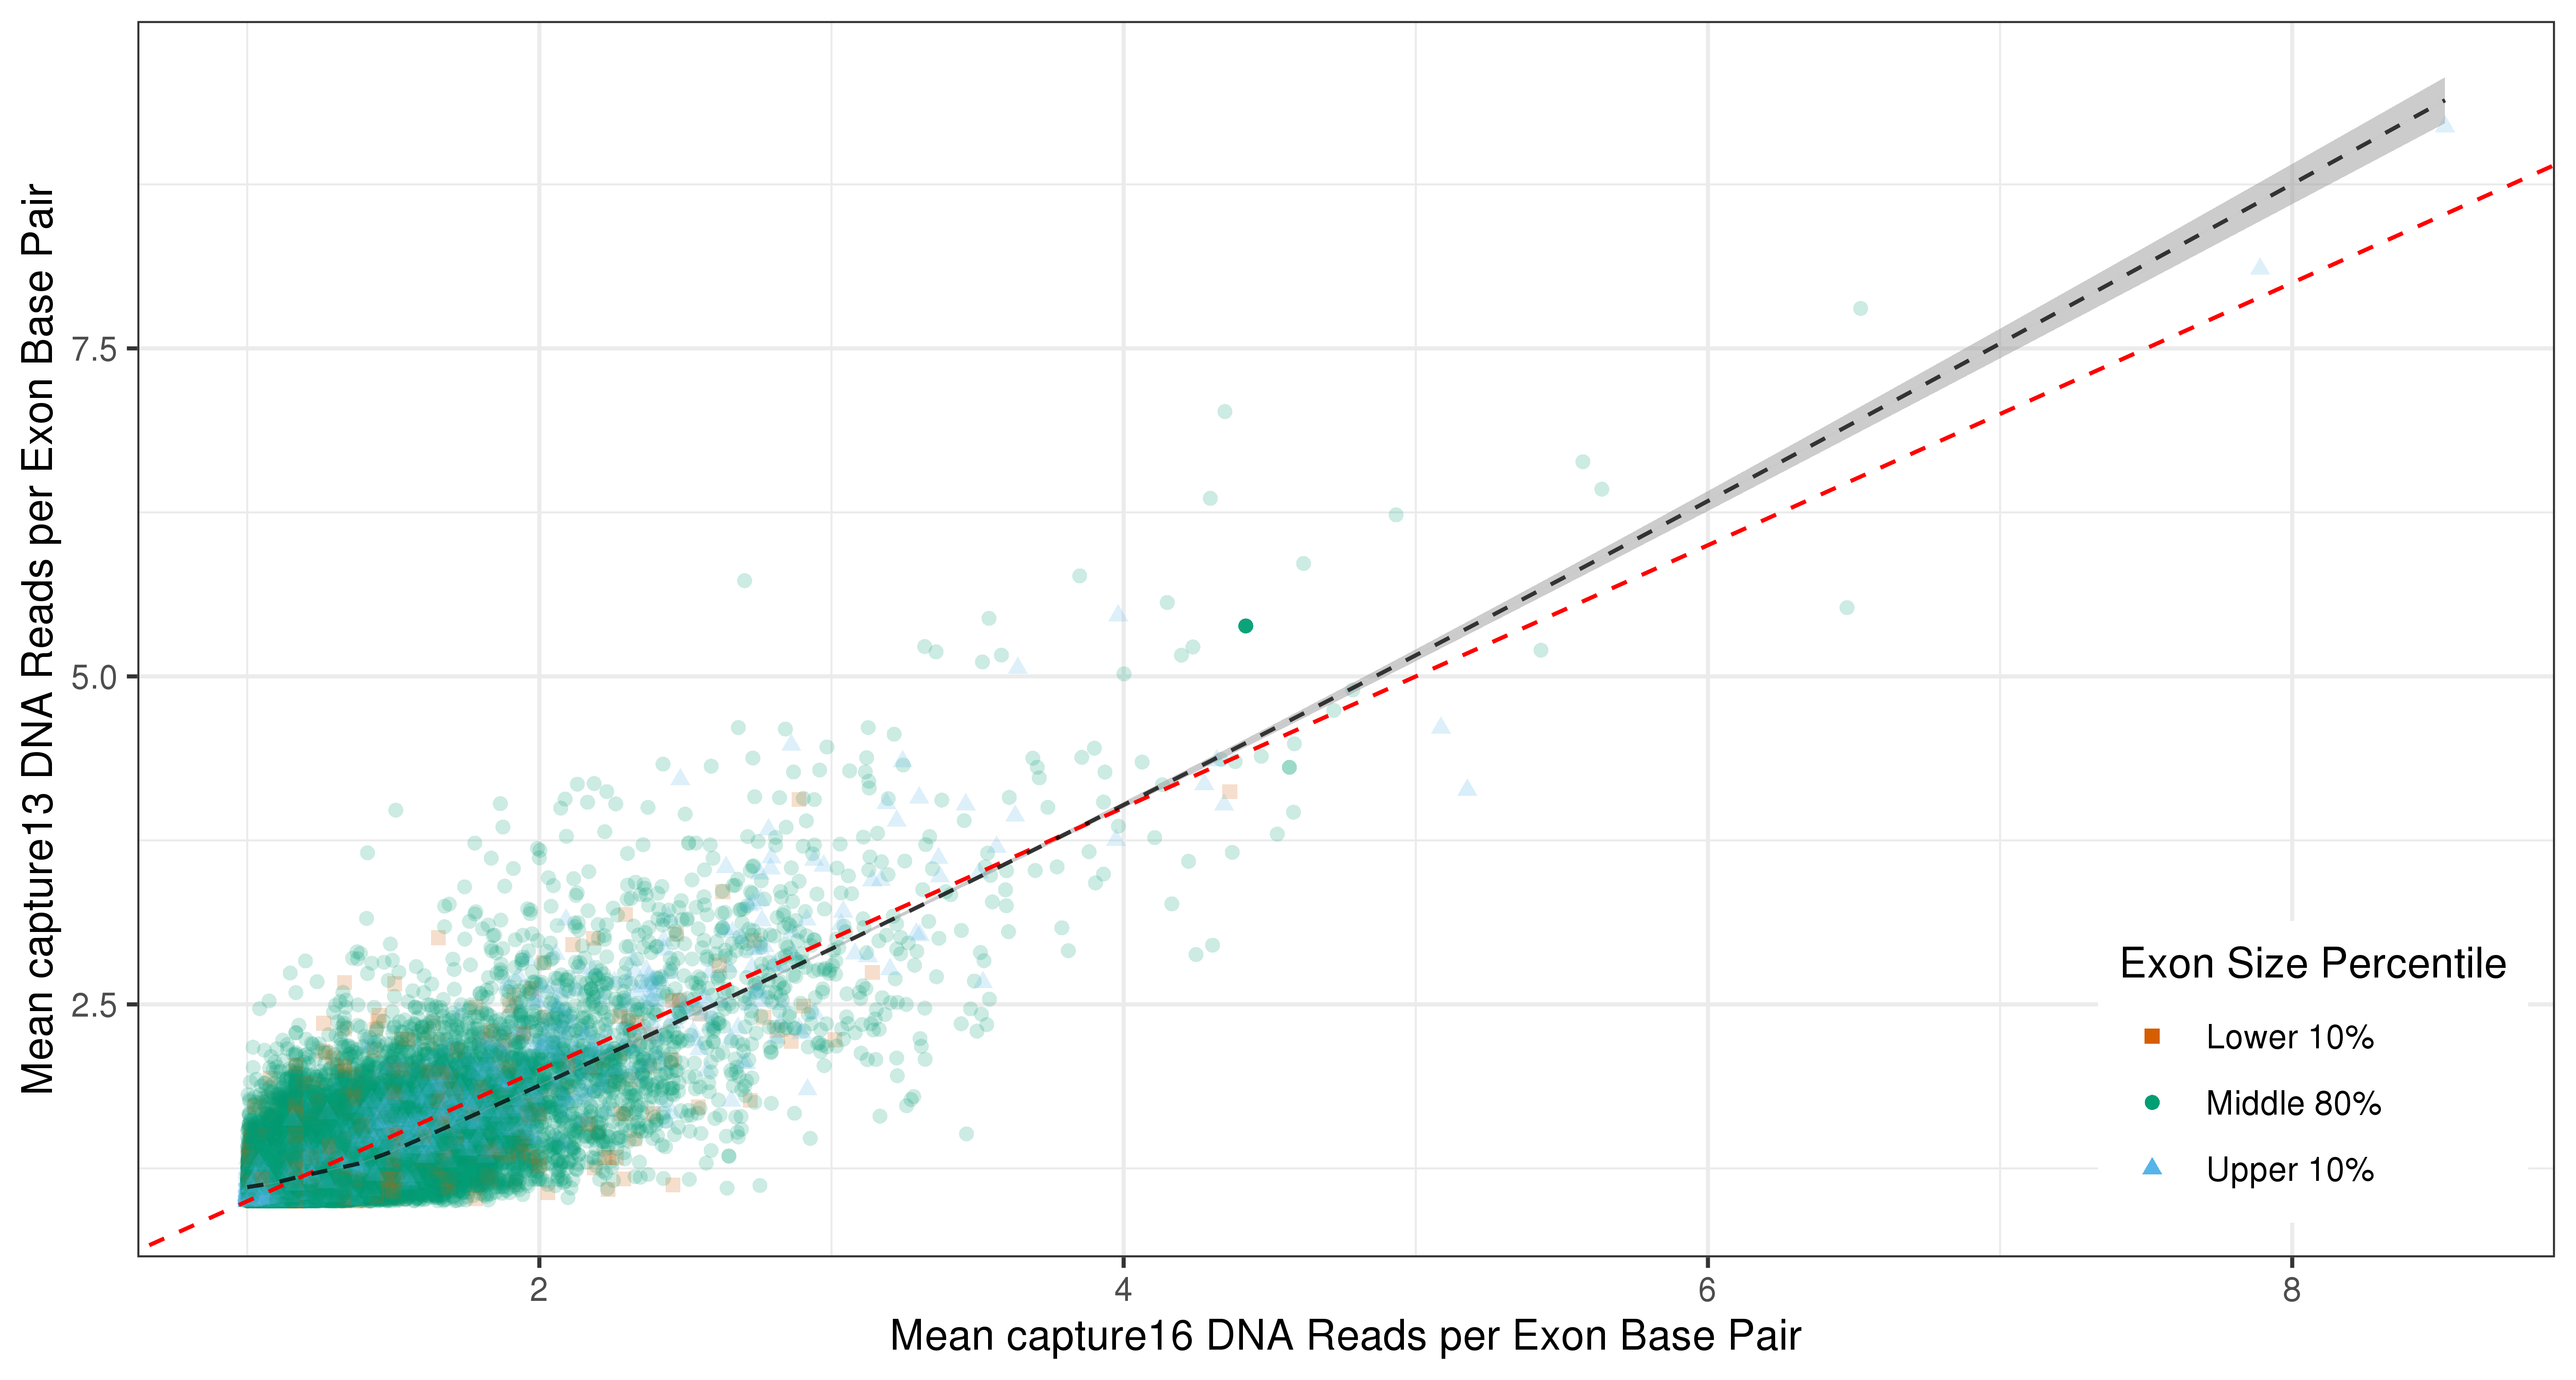 Mean capture13 DNA Reads per Exon Base Pair
7.5
5.0
2.5
2
4
6
8
Mean capture16 DNA Reads per Exon Base Pair
Exon Size Percentile
Lower 10%
Middle 80%
Upper 10%